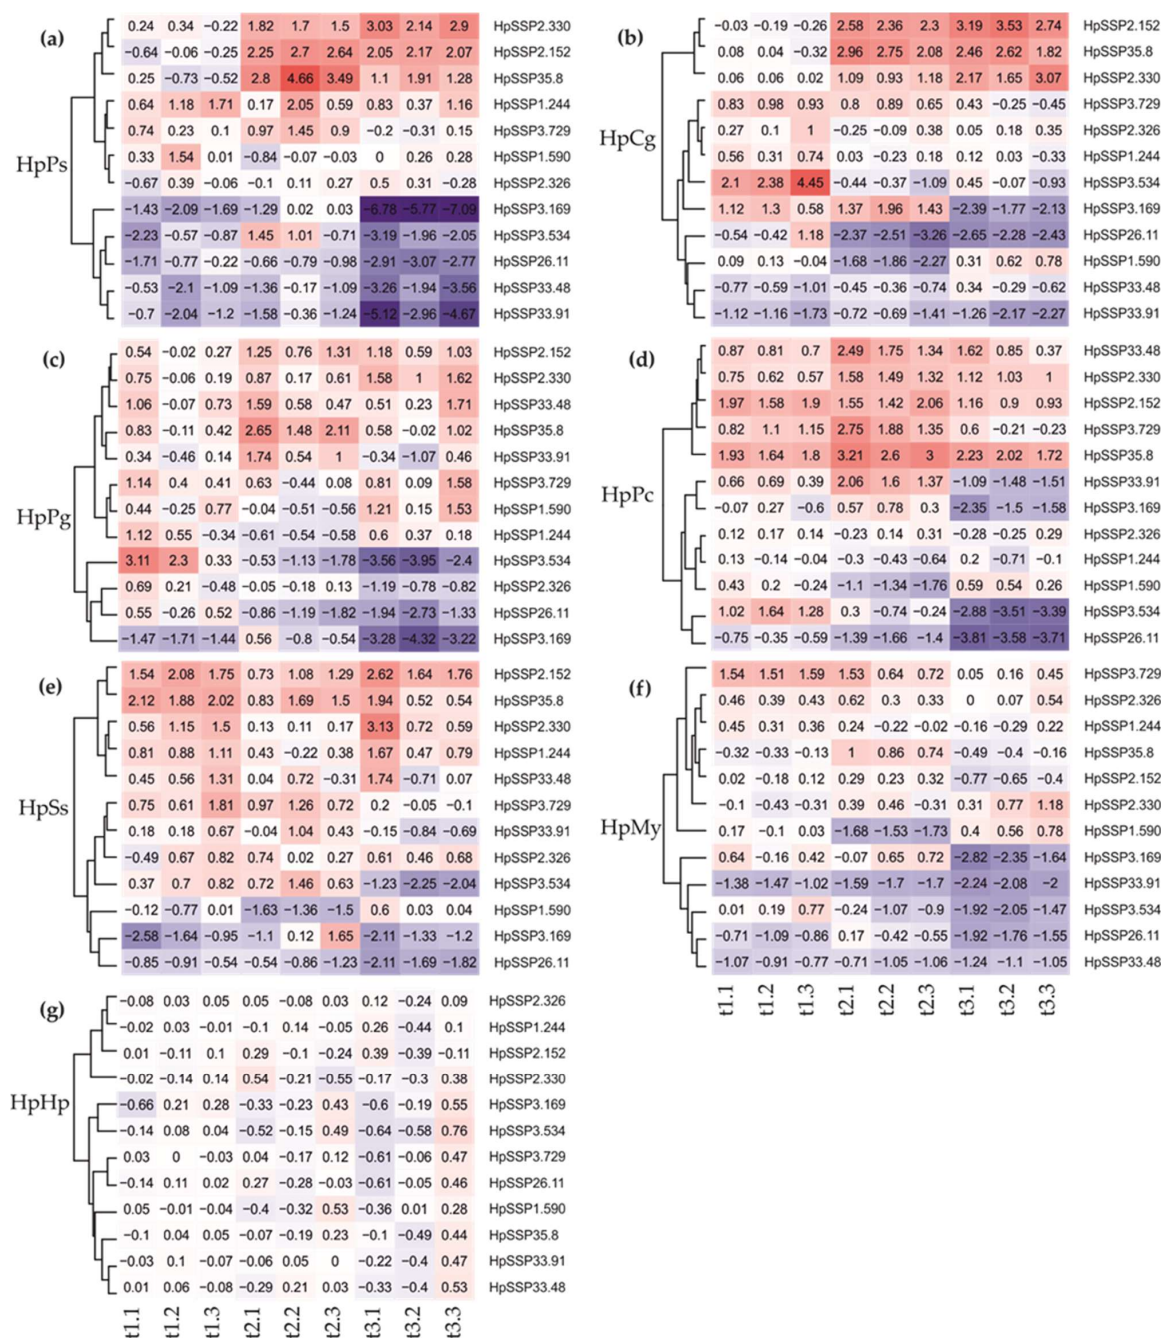 (a)
HpPs
0.24 0.34 −0.22 1.82 1.7 1.5 3.03 2.14 2.9 HpSSP2.330
−0.64 −0.06 −0.25 2.25 2.7 2.64 2.05 2.17 2.07 HpSSP2.152
0.25 −0.73 −0.52 2.8 4.66 3.49 1.1 1.91 1.28 HpSSP35.8
0.64 1.18 1.71 0.17 2.05 0.59 0.83 0.37 1.16 HpSSP1.244
0.74 0.23 0.1 0.97 1.45 0.9 −0.2 −0.31 0.15 HpSSP3.729
0.33 1.54 0.01 −0.84 −0.07 −0.03 0 0.26 0.28 HpSSP1.590
−0.67 0.39 −0.06 −0.1 0.11 0.27 0.5 0.31 −0.28 HpSSP2.326
−1.43 −2.09 −1.69 −1.29 0.02 0.03 −6.78 −5.77 −7.09 HpSSP3.169
−2.23 −0.57 −0.87 1.45 1.01 −0.71 −3.19 −1.96 −2.05 HpSSP3.534
−1.71 −0.77 −0.22 −0.66 −0.79 −0.98 −2.91 −3.07 −2.77 HpSSP26.11
−0.53 −2.1 −1.09 −1.36 −0.17 −1.09 −3.26 −1.94 −3.56 HpSSP33.48
−0.7 −2.04 −1.2 −1.58 −0.36 −1.24 −5.12 −2.96 −4.67 HpSSP33.91
(b)
HpCg
−0.03 −0.19 −0.26 2.58 2.36 2.3 3.19 3.53 2.74 HpSSP2.152
0.08 0.04 −0.32 2.96 2.75 2.08 2.46 2.62 1.82 HpSSP35.8
0.06 0.06 0.02 1.09 0.93 1.18 2.17 1.65 3.07 HpSSP2.330
0.83 0.98 0.93 0.8 0.89 0.65 0.43 −0.25 −0.45 HpSSP3.729
0.27 0.1 1 −0.25 −0.09 0.38 0.05 0.18 0.35 HpSSP2.326
0.56 0.31 0.74 0.03 −0.23 0.18 0.12 0.03 −0.33 HpSSP1.244
2.1 2.38 4.45 −0.44 −0.37 −1.09 0.45 −0.07 −0.93 HpSSP3.534
1.12 1.3 0.58 1.37 1.96 1.43 −2.39 −1.77 −2.13 HpSSP3.169
−0.54 −0.42 1.18 −2.37 −2.51 −3.26 −2.65 −2.28 −2.43 HpSSP26.11
0.09 0.13 −0.04 −1.68 −1.86 −2.27 0.31 0.62 0.78 HpSSP1.590
−0.77 −0.59 −1.01 −0.45 −0.36 −0.74 0.34 −0.29 −0.62 HpSSP33.48
−1.12 −1.16 −1.73 −0.72 −0.69 −1.41 −1.26 −2.17 −2.27 HpSSP33.91
(c)
HpPg
0.54 −0.02 0.27 1.25 0.76 1.31 1.18 0.59 1.03 HpSSP2.152
0.75 −0.06 0.19 0.87 0.17 0.61 1.58 1 1.62 HpSSP2.330
1.06 −0.07 0.73 1.59 0.58 0.47 0.51 0.23 1.71 HpSSP33.48
0.83 −0.11 0.42 2.65 1.48 2.11 0.58 −0.02 1.02 HpSSP35.8
0.34 −0.46 0.14 1.74 0.54 1 −0.34 −1.07 0.46 HpSSP33.91
1.14 0.4 0.41 0.63 −0.44 0.08 0.81 0.09 1.58 HpSSP3.729
0.44 −0.25 0.77 −0.04 −0.51 −0.56 1.21 0.15 1.53 HpSSP1.590
1.12 0.55 −0.34 −0.61 −0.54 −0.58 0.6 0.37 0.18 HpSSP1.244
3.11 2.3 0.33 −0.53 −1.13 −1.78 −3.56 −3.95 −2.4 HpSSP3.534
0.69 0.21 −0.48 −0.05 −0.18 0.13 −1.19 −0.78 −0.82 HpSSP2.326
0.55 −0.26 0.52 −0.86 −1.19 −1.82 −1.94 −2.73 −1.33 HpSSP26.11
−1.47 −1.71 −1.44 0.56 −0.8 −0.54 −3.28 −4.32 −3.22 HpSSP3.169
(d)
HpPc
0.87 0.81 0.7 2.49 1.75 1.34 1.62 0.85 0.37 HpSSP33.48
0.75 0.62 0.57 1.58 1.49 1.32 1.12 1.03 1 HpSSP2.330
1.97 1.58 1.9 1.55 1.42 2.06 1.16 0.9 0.93 HpSSP2.152
0.82 1.1 1.15 2.75 1.88 1.35 0.6 −0.21 −0.23 HpSSP3.729
1.93 1.64 1.8 3.21 2.6 3 2.23 2.02 1.72 HpSSP35.8
0.66 0.69 0.39 2.06 1.6 1.37 −1.09 −1.48 −1.51 HpSSP33.91
−0.07 0.27 −0.6 0.57 0.78 0.3 −2.35 −1.5 −1.58 HpSSP3.169
0.12 0.17 0.14 −0.23 0.14 0.31 −0.28 −0.25 0.29 HpSSP2.326
0.13 −0.14 −0.04 −0.3 −0.43 −0.64 0.2 −0.71 −0.1 HpSSP1.244
0.43 0.2 −0.24 −1.1 −1.34 −1.76 0.59 0.54 0.26 HpSSP1.590
1.02 1.64 1.28 0.3 −0.74 −0.24 −2.88 −3.51 −3.39 HpSSP3.534
−0.75 −0.35 −0.59 −1.39 −1.66 −1.4 −3.81 −3.58 −3.71 HpSSP26.11
(e)
HpSs
1.54 2.08 1.75 0.73 1.08 1.29 2.62 1.64 1.76 HpSSP2.152
2.12 1.88 2.02 0.83 1.69 1.5 1.94 0.52 0.54 HpSSP35.8
0.56 1.15 1.5 0.13 0.11 0.17 3.13 0.72 0.59 HpSSP2.330
0.81 0.88 1.11 0.43 −0.22 0.38 1.67 0.47 0.79 HpSSP1.244
0.45 0.56 1.31 0.04 0.72 −0.31 1.74 −0.71 0.07 HpSSP33.48
0.75 0.61 1.81 0.97 1.26 0.72 0.2 −0.05 −0.1 HpSSP3.729
0.18 0.18 0.67 −0.04 1.04 0.43 −0.15 −0.84 −0.69 HpSSP33.91
−0.49 0.67 0.82 0.74 0.02 0.27 0.61 0.46 0.68 HpSSP2.326
0.37 0.7 0.82 0.72 1.46 0.63 −1.23 −2.25 −2.04 HpSSP3.534
−0.12 −0.77 0.01 −1.63 −1.36 −1.5 0.6 0.03 0.04 HpSSP1.590
−2.58 −1.64 −0.95 −1.1 0.12 1.65 −2.11 −1.33 −1.2 HpSSP3.169
−0.85 −0.91 −0.54 −0.54 −0.86 −1.23 −2.11 −1.69 −1.82 HpSSP26.11
(f)
HpMy
1.54 1.51 1.59 1.53 0.64 0.72 0.05 0.16 0.45 HpSSP3.729
0.46 0.39 0.43 0.62 0.3 0.33 0 0.07 0.54 HpSSP2.326
0.45 0.31 0.36 0.24 −0.22 −0.02 −0.16 −0.29 0.22 HpSSP1.244
−0.32 −0.33 −0.13 1 0.86 0.74 −0.49 −0.4 −0.16 HpSSP35.8
0.02 −0.18 0.12 0.29 0.23 0.32 −0.77 −0.65 −0.4 HpSSP2.152
−0.1 −0.43 −0.31 0.39 0.46 −0.31 0.31 0.77 1.18 HpSSP2.330
0.17 −0.1 0.03 −1.68 −1.53 −1.73 0.4 0.56 0.78 HpSSP1.590
0.64 −0.16 0.42 −0.07 0.65 0.72 −2.82 −2.35 −1.64 HpSSP3.169
−1.38 −1.47 −1.02 −1.59 −1.7 −1.7 −2.24 −2.08 −2 HpSSP33.91
0.01 0.19 0.77 −0.24 −1.07 −0.9 −1.92 −2.05 −1.47 HpSSP3.534
−0.71 −1.09 −0.86 0.17 −0.42 −0.55 −1.92 −1.76 −1.55 HpSSP26.11
−1.07 −0.91 −0.77 −0.71 −1.05 −1.06 −1.24 −1.1 −1.05 HpSSP33.48
t1.1 t1.2 t1.3 t2.1 t2.2 t2.3 t3.1 t3.2 t3.3
(g)
HpHp
−0.08 0.03 0.05 0.05 −0.08 0.03 0.12 −0.24 0.09 HpSSP2.326
−0.02 0.03 −0.01 −0.1 0.14 −0.05 0.26 −0.44 0.1 HpSSP1.244
0.01 −0.11 0.1 0.29 −0.1 −0.24 0.39 −0.39 −0.11 HpSSP2.152
−0.02 −0.14 0.14 0.54 −0.21 −0.55 −0.17 −0.3 0.38 HpSSP2.330
−0.66 0.21 0.28 −0.33 −0.23 0.43 −0.6 −0.19 0.55 HpSSP3.169
−0.14 0.08 0.04 −0.52 −0.15 0.49 −0.64 −0.58 0.76 HpSSP3.534
0.03 0 −0.03 0.04 −0.17 0.12 −0.61 −0.06 0.47 HpSSP3.729
−0.14 0.11 0.02 0.27 −0.28 −0.03 −0.61 −0.05 0.46 HpSSP26.11
0.05 −0.01 −0.04 −0.4 −0.32 0.53 −0.36 0.01 0.28 HpSSP1.590
−0.1 0.04 0.05 −0.07 −0.19 0.23 −0.1 −0.49 0.44 HpSSP35.8
−0.03 0.1 −0.07 −0.06 0.05 0 −0.22 −0.4 0.47 HpSSP33.91
0.01 0.06 −0.08 −0.29 0.21 0.03 −0.33 −0.4 0.53 HpSSP33.48
t1.1 t1.2 t1.3 t2.1 t2.2 t2.3 t3.1 t3.2 t3.3